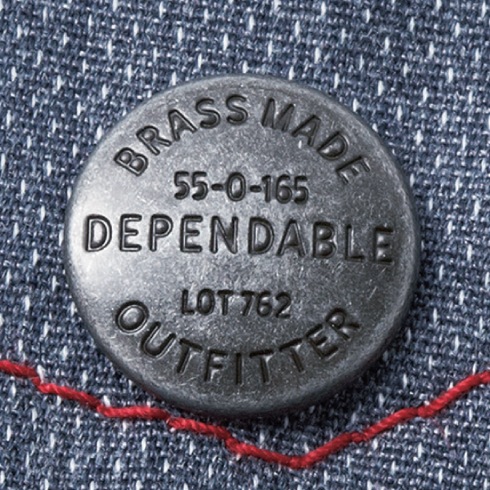 BRASS MADE
55-0-165
DEPENDABLE
LOT 762
OUTFITTER